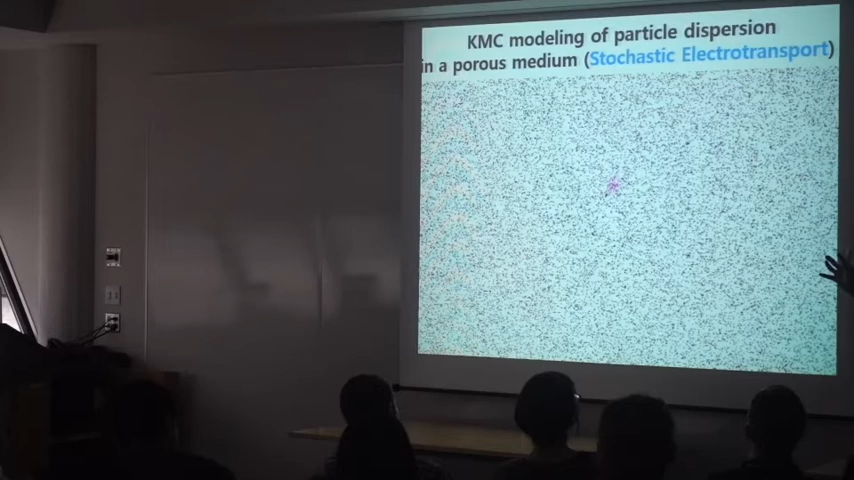 KMC modeling of particle dispersion
in a porous medium (Stochastic Electrotransport)